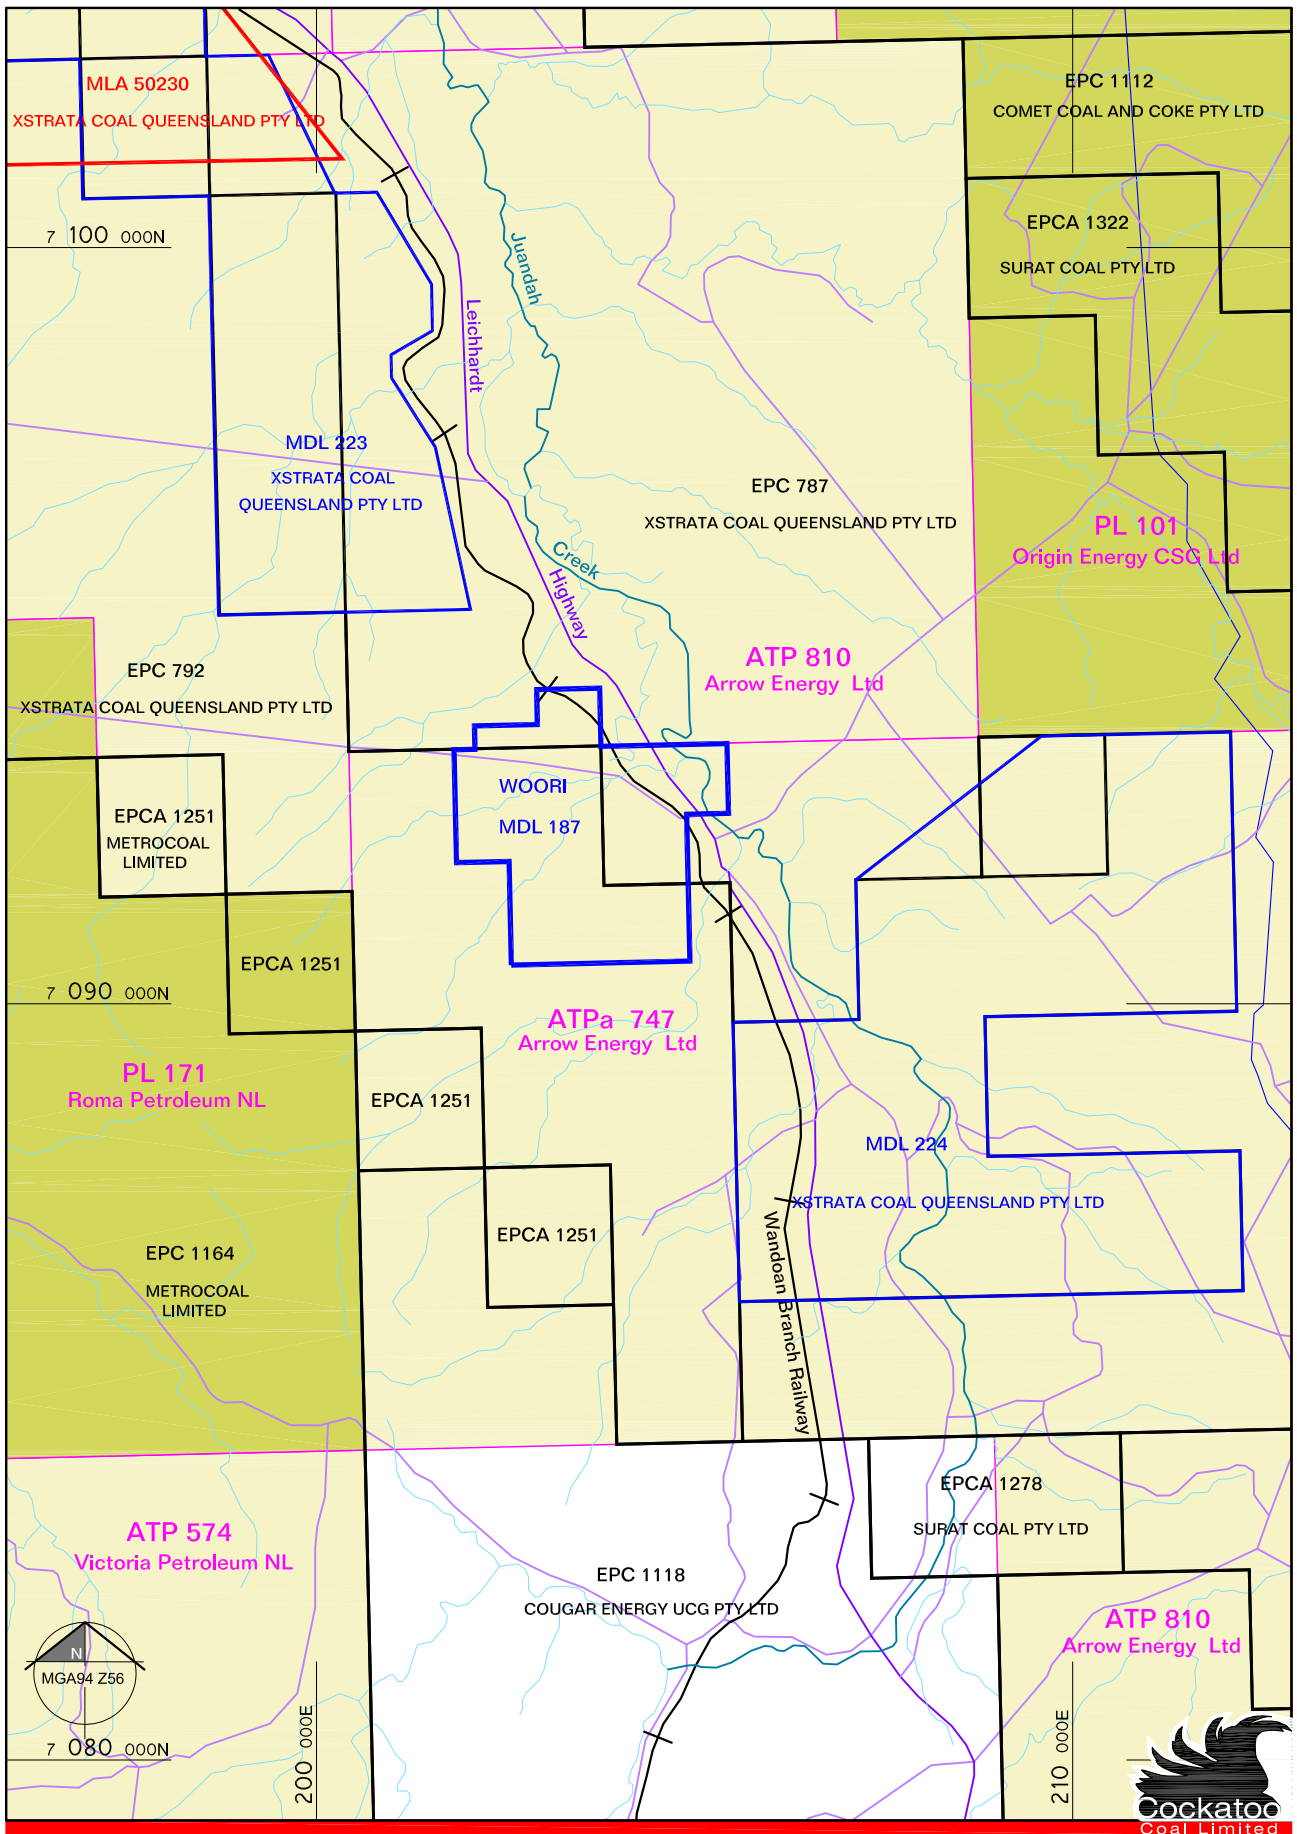 MLA 50230
XSTRATA COAL QUEENSLAND PTY LTD
EPC 1112
COMET COAL AND COKE PTY LTD
7 100 000N
Juandah
EPCA 1322
SURAT COAL PTY LTD
Leichhardt
MDL 223
XSTRATA COAL
QUEENSLAND PTY LTD
EPC 787
XSTRATA COAL QUEENSLAND PTY LTD
PL 101
Origin Energy CSG Ltd
Creek
Highway
EPC 792
XSTRATA COAL QUEENSLAND PTY LTD
ATP 810
Arrow Energy Ltd
WOORI
MDL 187
EPCA 1251
METROCOAL
LIMITED
EPCA 1251
7 090 000N
ATPa 747
Arrow Energy Ltd
PL 171
Roma Petroleum NL
EPCA 1251
MDL 224
XSTRATA COAL QUEENSLAND PTY LTD
EPCA 1251
Wandoan Branch Railway
EPC 1164
METROCOAL
LIMITED
EPCA 1278
SURAT COAL PTY LTD
ATP 574
Victoria Petroleum NL
EPC 1118
COUGAR ENERGY UCG PTY LTD
ATP 810
Arrow Energy Ltd
N
MGA94 Z56
7 080 000N
200 000E
210 000E
Cockatoo
Coal Limited